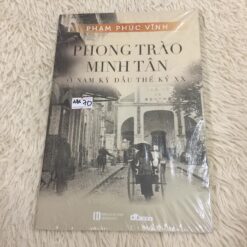 PHẠM PHÚC VĨNH
PHONG TRÀO
MINH TÂN
Ở NAM KỲ ĐẦU THẾ KỶ XX